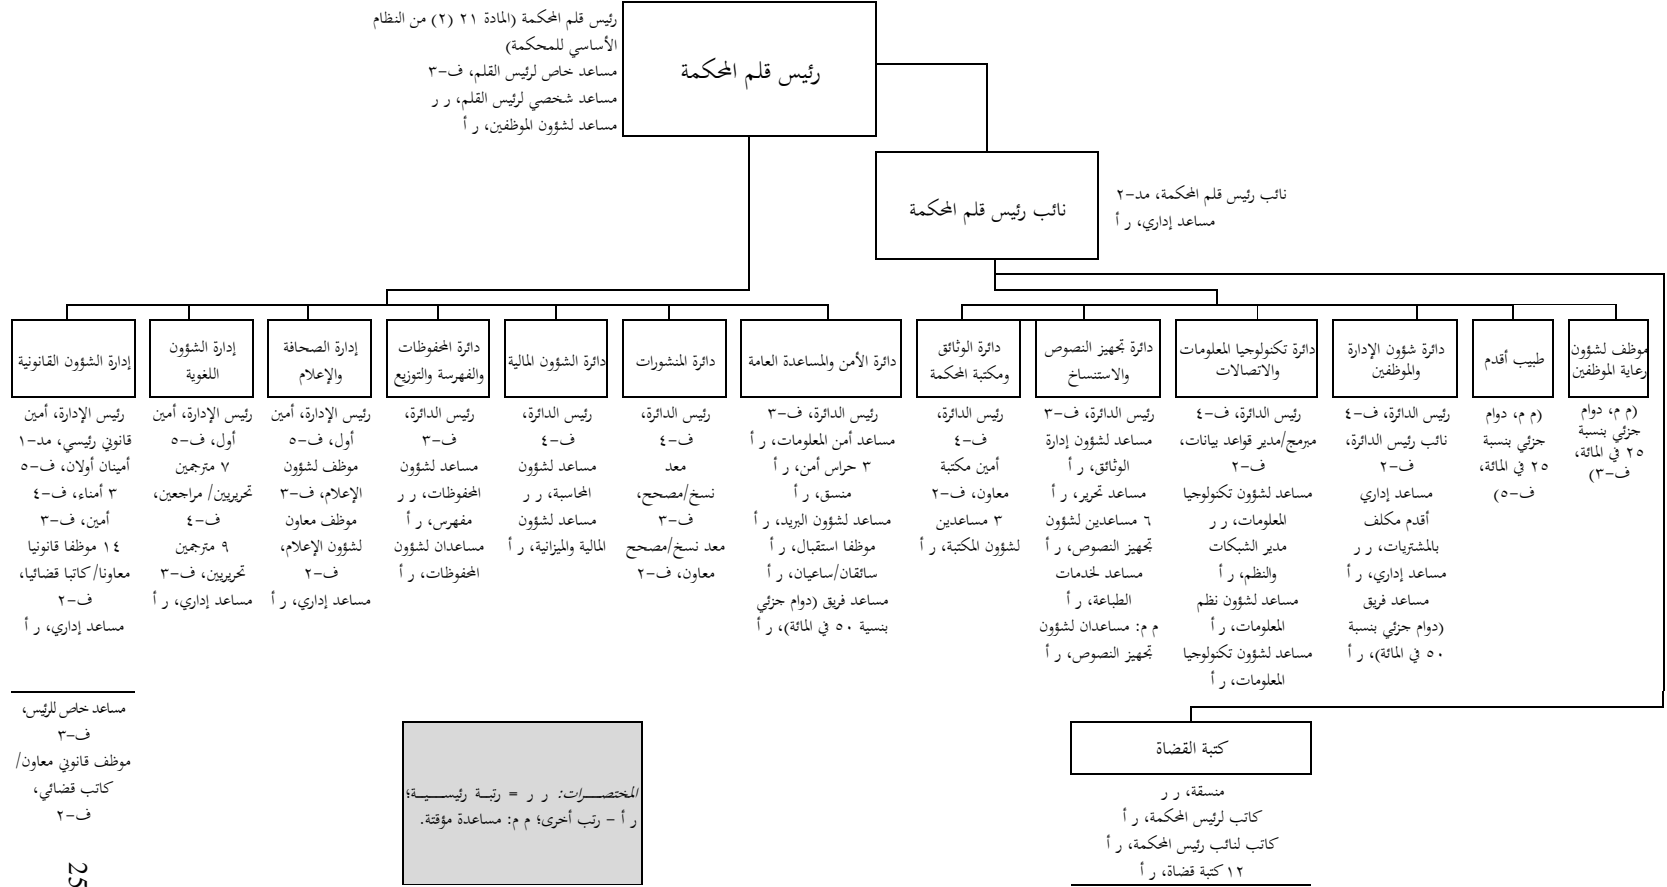 رئيس قلم المحكمة (المادة ٢١ (٢) من النظام
الأساسي للمحكمة)
مساعد خاص لرئيس القلم، ف-٣
مساعد شخصي لرئيس القلم، ر ر
مساعد لشؤون الموظفين، ر أ
رئيس قلم المحكمة
نائب رئيس قلم المحكمة
نائب رئيس قلم المحكمة، مد-٢
مساعد إداري، ر أ
موظف لشؤون
رعاية الموظفين
(م م، دوام
جزئي بنسبة
٢٥ في المائة،
ف-٣)
طبيب أقدم
(م م، دوام
جزئي بنسبة
٢٥ في المائة،
ف-٥)
دائرة شؤون الإدارة
والموظفين
رئيس الدائرة، ف-٤
نائب رئيس الدائرة،
ف-٢
مساعد إداري
أقدم مكلف
بالمشتريات، ر ر
مساعد إداري، ر أ
مساعد فريق
(دوام جزئي بنسبة
٥٠ في المائة)، ر أ
دائرة تكنولوجيا المعلومات
والاتصالات
رئيس الدائرة، ف-٤
مبرمج/مدير قواعد بيانات،
ف-٢
مساعد لشؤون تكنولوجيا
المعلومات، ر ر
مدير الشبكات
والنظم، ر أ
مساعد لشؤون نظم
المعلومات، ر أ
مساعد لشؤون تكنولوجيا
المعلومات، ر أ
دائرة تجهيز النصوص
والاستنساخ
رئيس الدائرة، ف-٣
مساعد لشؤون إدارة
الوثائق، ر أ
مساعد تحرير، ر أ
٦ مساعدين لشؤون
تجهيز النصوص، ر أ
مساعد لخدمات
الطباعة، ر أ
م م: مساعدان لشؤون
تجهيز النصوص، ر أ
دائرة الوثائق
ومكتبة المحكمة
رئيس الدائرة،
ف-٤
أمين مكتبة
معاون، ف-٢
٣ مساعدين
لشؤون المكتبة، ر أ
دائرة الأمن والمساعدة العامة
رئيس الدائرة، ف-٣
مساعد أمن المعلومات، ر أ
٣ حراس أمن، ر أ
منسق، ر أ
مساعد لشؤون البريد، ر أ
موظفا استقبال، ر أ
سائقان/ساعيان، ر أ
مساعد فريق (دوام جزئي
بنسبة ٥٠ في المائة)، ر أ
دائرة المنشورات
رئيس الدائرة،
ف-٤
معد
نسخ/مصحح،
ف-٣
معد نسخ/مصحح
معاون، ف-٢
دائرة الشؤون المالية
رئيس الدائرة،
ف-٤
مساعد لشؤون
المحاسبة، ر ر
مساعد لشؤون
المالية والميزانية، ر أ
دائرة المحفوظات
والفهرسة والتوزيع
رئيس الدائرة،
ف-٣
مساعد لشؤون
المحفوظات، ر ر
مفهرس، ر أ
مساعدان لشؤون
المحفوظات، ر أ
إدارة الصحافة
والإعلام
رئيس الإدارة، أمين
أول، ف-٥
موظف لشؤون
الإعلام، ف-٣
موظف معاون
لشؤون الإعلام،
ف-٢
مساعد إداري، ر أ
إدارة الشؤون
اللغوية
رئيس الإدارة، أمين
أول، ف-٥
٧ مترجمين
تحريريين/ مراجعين،
ف-٤
٩ مترجمين
تحريريين، ف-٣
مساعد إداري، ر أ
إدارة الشؤون القانونية
رئيس الإدارة، أمين
قانوني رئيسي، مد-١
أمينان أولان، ف-٥
٣ أمناء، ف-٤
أمين، ف-٣
١٤ موظفا قانونيا
معاونا/كاتبا قضائيا،
ف-٢
مساعد إداري، ر أ
مساعد خاص للرئيس،
ف-٣
موظف قانوني معاون/
كاتب قضائي،
ف-٢
كتبة القضاة
منسقة، ر ر
كاتب لرئيس المحكمة، ر أ
كاتب لنائب رئيس المحكمة، ر أ
١٢ كتبة قضاة، ر أ
المختصـــرات: ر ر = رتبـة رئيســيـة؛
ر أ – رتب أخرى؛ م م: مساعدة مؤقتة.
25